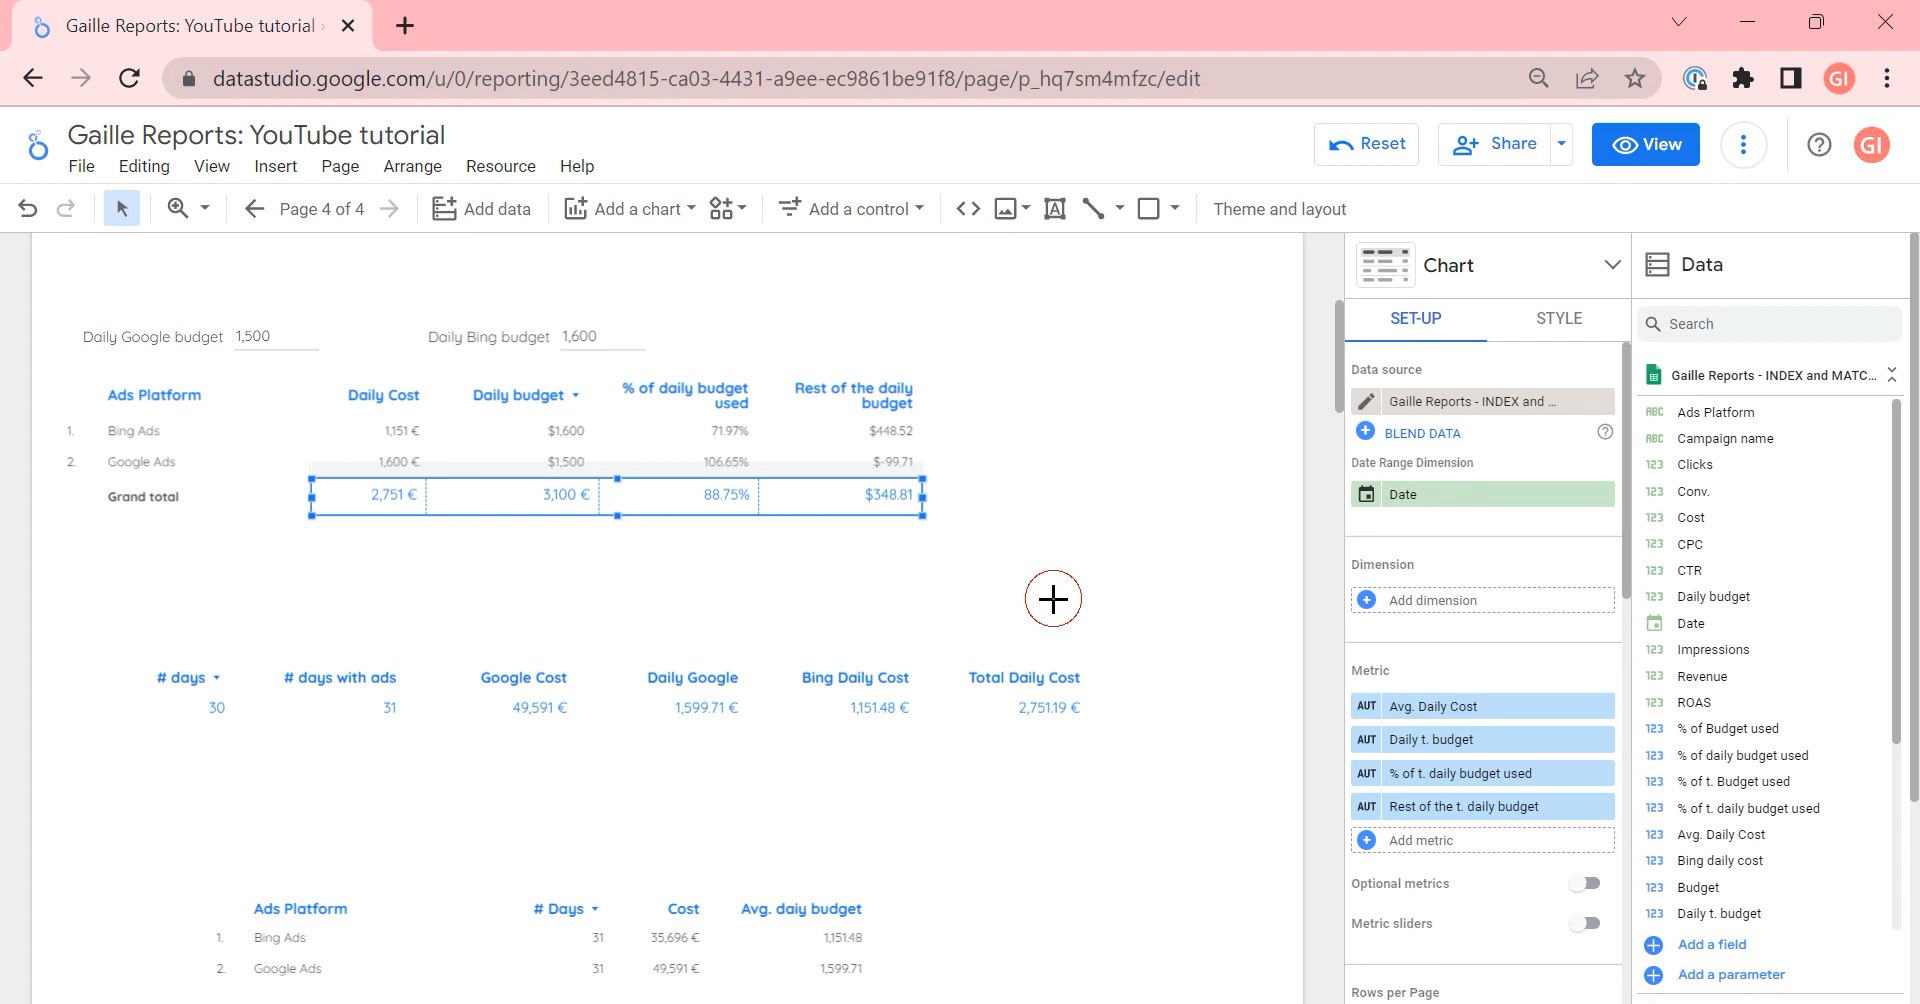 Gaille Reports: YouTube tutorial
datastudio.google.com/u/0/reporting/3eed4815-ca03-4431-a9ee-ec9861be91f8/page/p_hq7sm4mfzc/edit
GI
Gaille Reports: YouTube tutorial
File Editing View Insert Page Arrange Resource Help
Reset Share View GI
Page 4 of 4 Add data Add a chart Add a control Theme and layout
Daily Google budget 1,500 Daily Bing budget 1,600
Ads Platform Daily Cost Daily budget % of daily budget used Rest of the daily budget
1. Bing Ads 1,151 € $1,600 71.97% $448.52
2. Google Ads 1,600 € $1,500 106.65% $-99.71
Grand total 2,751 € 3,100 € 88.75% $348.81
# days # days with ads Google Cost Daily Google Bing Daily Cost Total Daily Cost
30 31 49,591 € 1,599.71 € 1,151.48 € 2,751.19 €
Ads Platform # Days Cost Avg. daiy budget
1. Bing Ads 31 35,696 € 1,151.48
2. Google Ads 31 49,591 € 1,599.71
Chart
SET-UP STYLE
Data source
Gaille Reports - INDEX and ...
BLEND DATA
Date Range Dimension
Date
Dimension
Add dimension
Metric
AUT Avg. Daily Cost
AUT Daily t. budget
AUT % of t. daily budget used
AUT Rest of the t. daily budget
Add metric
Optional metrics
Metric sliders
Rows per Page
Data
Search
Gaille Reports - INDEX and MATC...
ABC Ads Platform
ABC Campaign name
123 Clicks
123 Conv.
123 Cost
123 CPC
123 CTR
123 Daily budget
Date
123 Impressions
123 Revenue
123 ROAS
123 % of Budget used
123 % of daily budget used
123 % of t. Budget used
123 % of t. daily budget used
123 Avg. Daily Cost
123 Bing daily cost
123 Budget
123 Daily t. budget
Add a field
Add a parameter